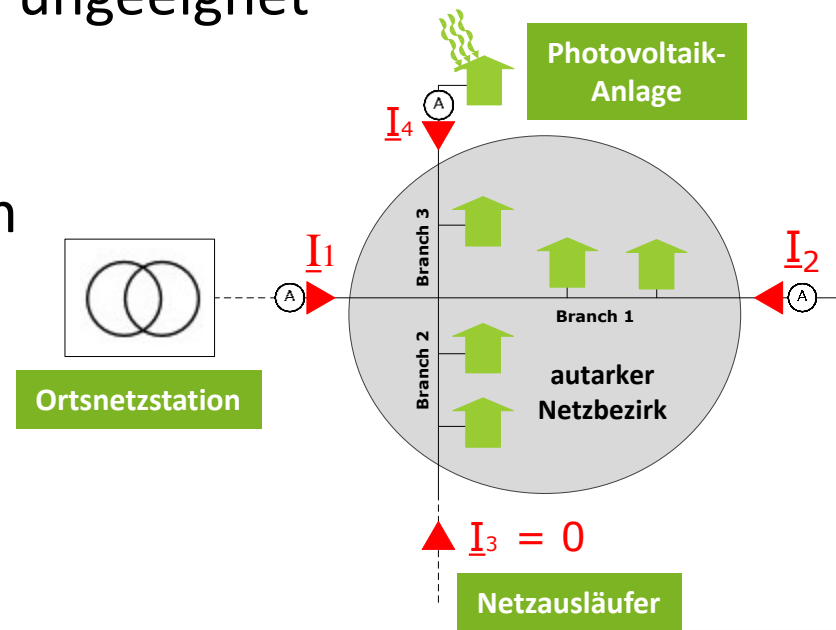 ungeeignet
Photovoltaik-
Anlage
A
I4
n
I1
Branch 3
I2
A
A
Branch 1
Branch 2
autarker
Netzbezirk
Ortsnetzstation
I3 = 0
Netzausläufer